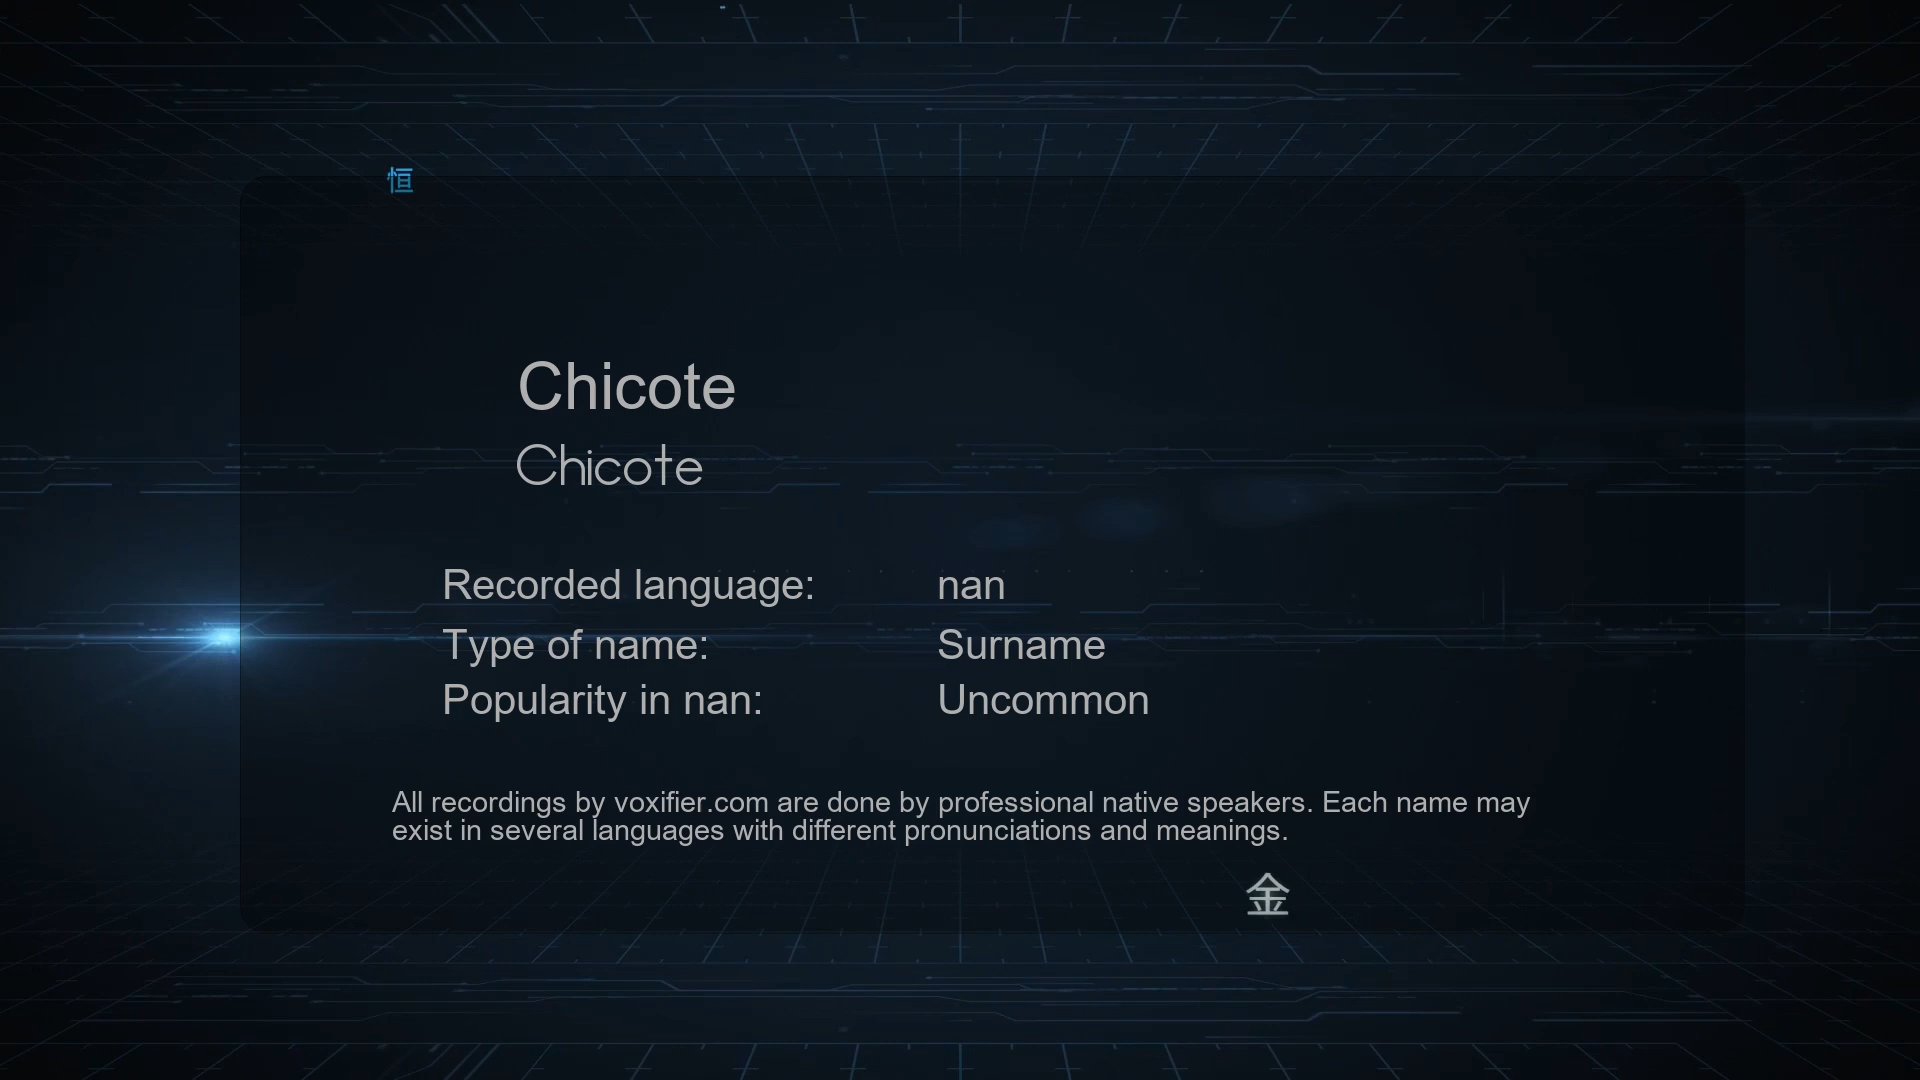 恒
Chicote
Chicote
Recorded language: nan
Type of name: Surname
Popularity in nan: Uncommon
All recordings by voxifier.com are done by professional native speakers. Each name may
exist in several languages with different pronunciations and meanings.
金